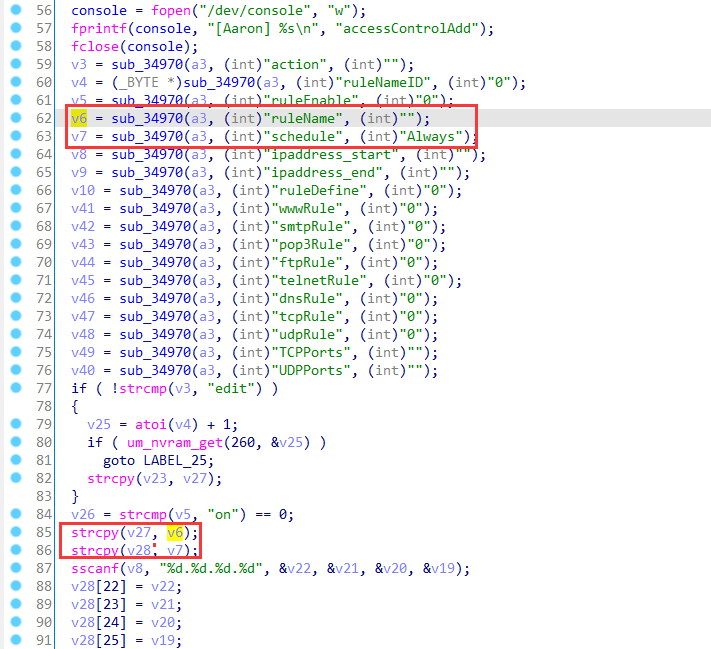 56 console = fopen("/dev/console", "w");
57 fprintf(console, "[Aaron] %s\n", "accessControlAdd");
58 fclose(console);
59 v3 = sub_34970(a3, (int)"action", (int)"");
60 v4 = (_BYTE *)sub_34970(a3, (int)"ruleNameID", (int)"0");
61 v5 = sub_34970(a3, (int)"ruleEnable", (int)"0");
62 v6 = sub_34970(a3, (int)"ruleName", (int)"");
63 v7 = sub_34970(a3, (int)"schedule", (int)"Always");
64 v8 = sub_34970(a3, (int)"ipaddress_start", (int)"");
65 v9 = sub_34970(a3, (int)"ipaddress_end", (int)"");
66 v10 = sub_34970(a3, (int)"ruleDefine", (int)"0");
67 v41 = sub_34970(a3, (int)"wwwRule", (int)"0");
68 v42 = sub_34970(a3, (int)"smtpRule", (int)"0");
69 v43 = sub_34970(a3, (int)"pop3Rule", (int)"0");
70 v44 = sub_34970(a3, (int)"ftpRule", (int)"0");
71 v45 = sub_34970(a3, (int)"telnetRule", (int)"0");
72 v46 = sub_34970(a3, (int)"dnsRule", (int)"0");
73 v47 = sub_34970(a3, (int)"tcpRule", (int)"0");
74 v48 = sub_34970(a3, (int)"udpRule", (int)"0");
75 v49 = sub_34970(a3, (int)"TCPPorts", (int)"");
76 v40 = sub_34970(a3, (int)"UDPPorts", (int)"");
77 if ( !strcmp(v3, "edit") )
78 {
79 v25 = atoi(v4) + 1;
80 if ( um_nvram_get(260, &v25) )
81 goto LABEL_25;
82 strcpy(v23, v27);
83 }
84 v26 = strcmp(v5, "on") == 0;
85 strcpy(v27, v6);
86 strcpy(v28, v7);
87 sscanf(v8, "%d.%d.%d.%d", &v22, &v21, &v20, &v19);
88 v28[22] = v22;
89 v28[23] = v21;
90 v28[24] = v20;
91 v28[25] = v19;